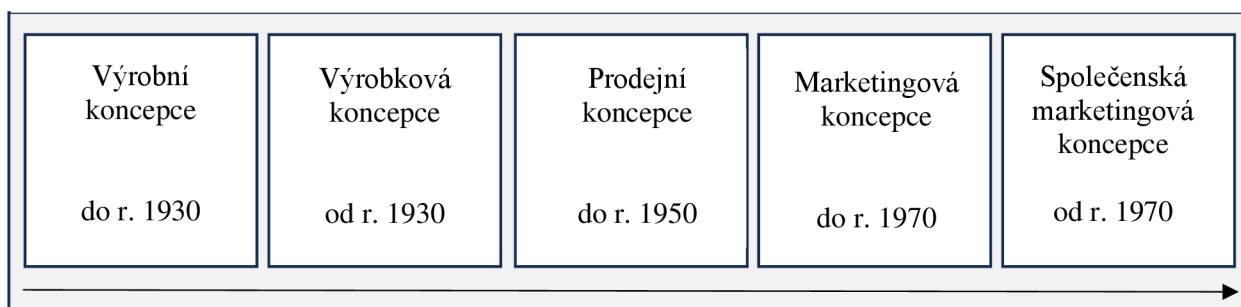 Výrobní
koncepce
do r. 1930
Výrobková
koncepce
od r. 1930
Prodejní
koncepce
do r. 1950
Marketingová
koncepce
do r. 1970
Společenská
marketingová
koncepce
od r. 1970